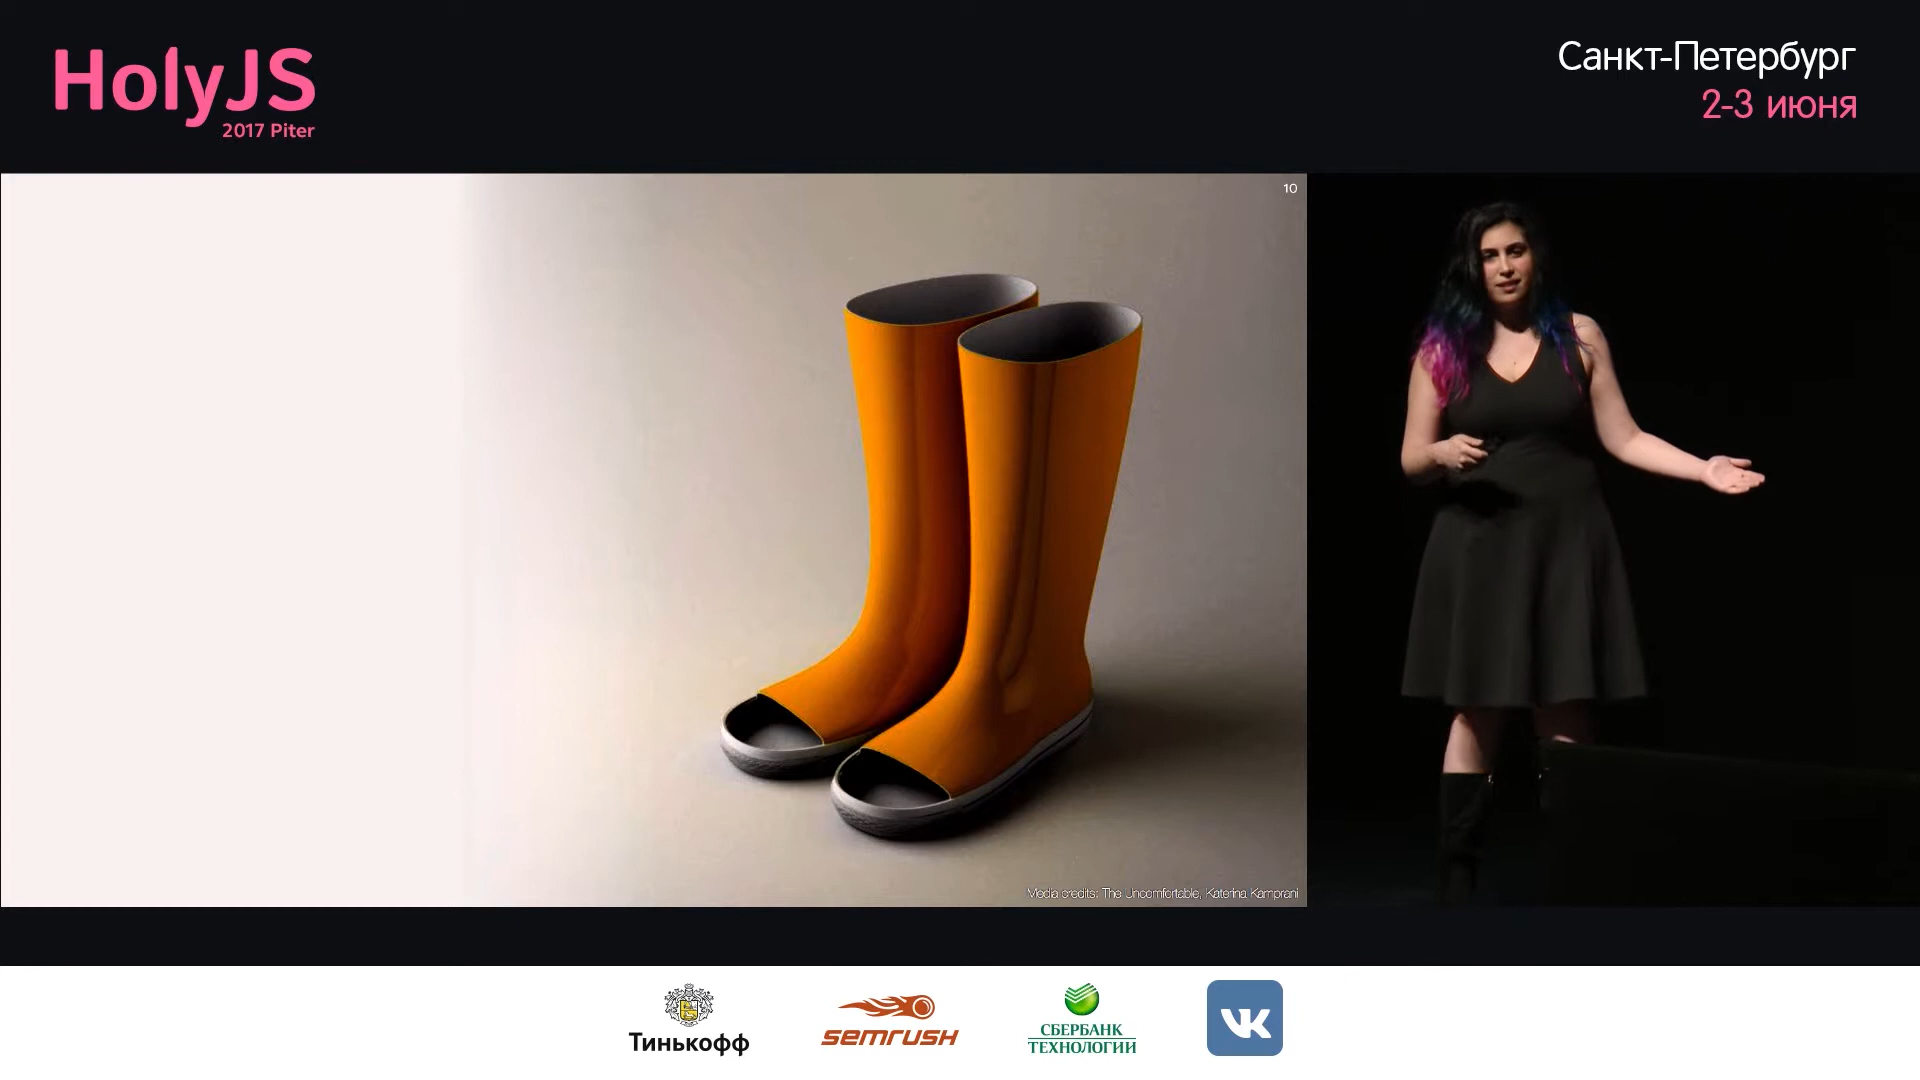 HolyJS
2017 Piter
Санкт-Петербург
2-3 июня
10
Media credits: The Uncomfortable, Katerina Kamprani
Тинькофф
semrush
СБЕРБАНК
ТЕХНОЛОГИИ
VK